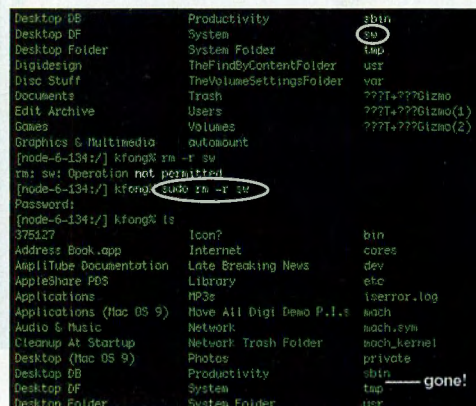 Desktop DB Productivity sbin
Desktop DF System sw
Desktop Folder System Folder tmp
Digidesign TheFindByContentFolder usr
Disc Stuff TheVolumeSettingsFolder var
Documents Trash ???T+???Gizmo
Edit Archive Users ???T+???Gizmo(1)
Games Volumes ???T+???Gizmo(2)
Graphics & Multimedia automount
[node-6-134:/] kfong% rm -r sw
rm: sw: Operation not permitted
[node-6-134:/] kfong% sudo rm -r sw
Password:
[node-6-134:/] kfong% ls
375127 Icon? bin
Address Book.app Internet cores
AmpliTube Documentation Late Breaking News dev
AppleShare PDS Library etc
Applications MP3s iserror.log
Applications (Mac OS 9) Move All Digi Demo P.I.s mach
Audio & Music Network mach.sym
Cleanup At Startup Network Trash Folder mach_kernel
Desktop (Mac OS 9) Photos private
Desktop DB Productivity sbin
Desktop DF System tmp gone!
Desktop Folder System Folder usr